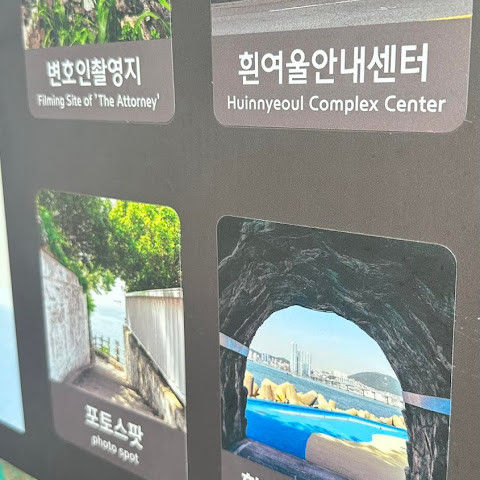 변호인촬영지
Filming Site of 'The Attorney'
흰여울안내센터
Huinnyeoul Complex Center
포토스팟
photo spot